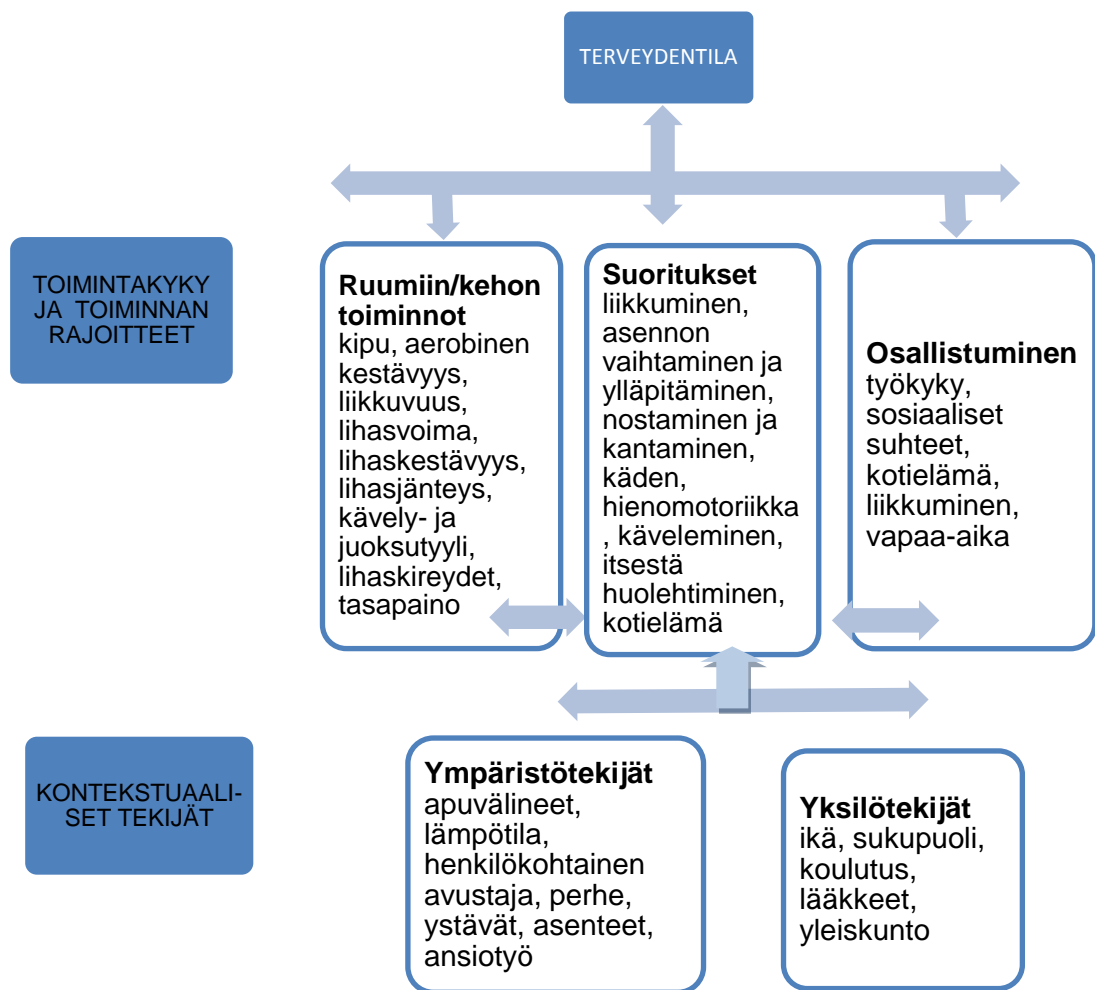 TERVEYDENTILA
TOIMINTAKYKY
JA TOIMINNAN
RAJOITTEET
Ruumiin/kehon
toiminnot
kipu, aerobinen
kestävyys,
liikkuvuus,
lihasvoima,
lihaskestävyys,
lihasjänteys,
kävely- ja
juoksutyyli,
lihaskireydet,
tasapaino
Suoritukset
liikkuminen,
asennon
vaihtaminen ja
ylläpitäminen,
nostaminen ja
kantaminen,
käden,
hienomotoriikka
, käveleminen,
itsestä
huolehtiminen,
kotielämä
Osallistuminen
työkyky,
sosiaaliset
suhteet,
kotielämä,
liikkuminen,
vapaa-aika
KONTEKSTUAALI-
SET TEKIJÄT
Ympäristötekijät
apuvälineet,
lämpötila,
henkilökohtainen
avustaja, perhe,
ystävät, asenteet,
ansiotyö
Yksilötekijät
ikä, sukupuoli,
koulutus,
lääkkeet,
yleiskunto